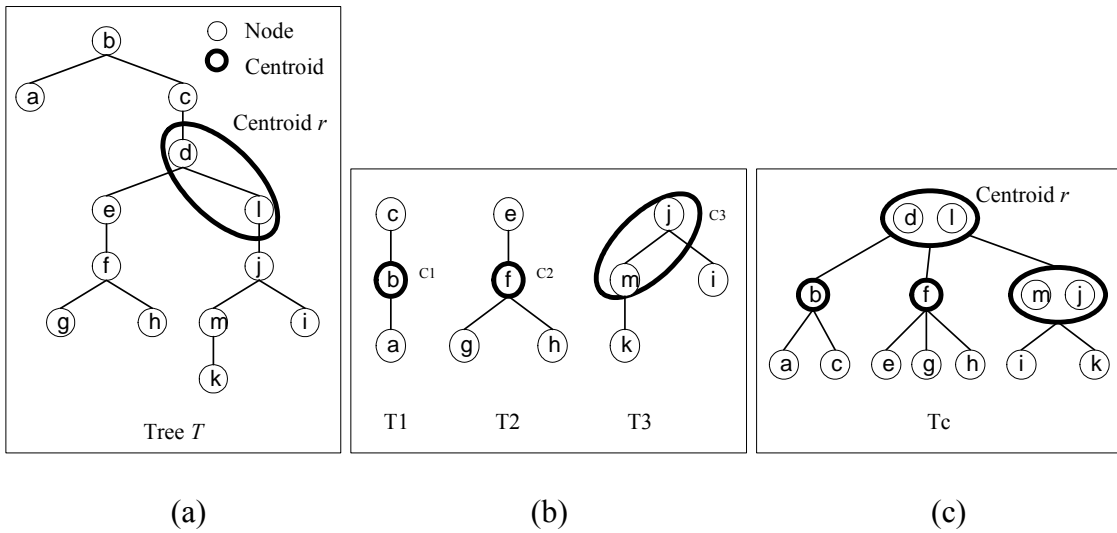 b
Node
Centroid
a
c
Centroid r
d
e
l
f
j
g
h
m
i
k
Tree T
c
e
j
C3
b
C1
f
C2
m
i
a
g
h
k
T1
T2
T3
Centroid r
d
l
b
f
m
j
a
c
e
g
h
i
k
Tc
(a)
(b)
(c)